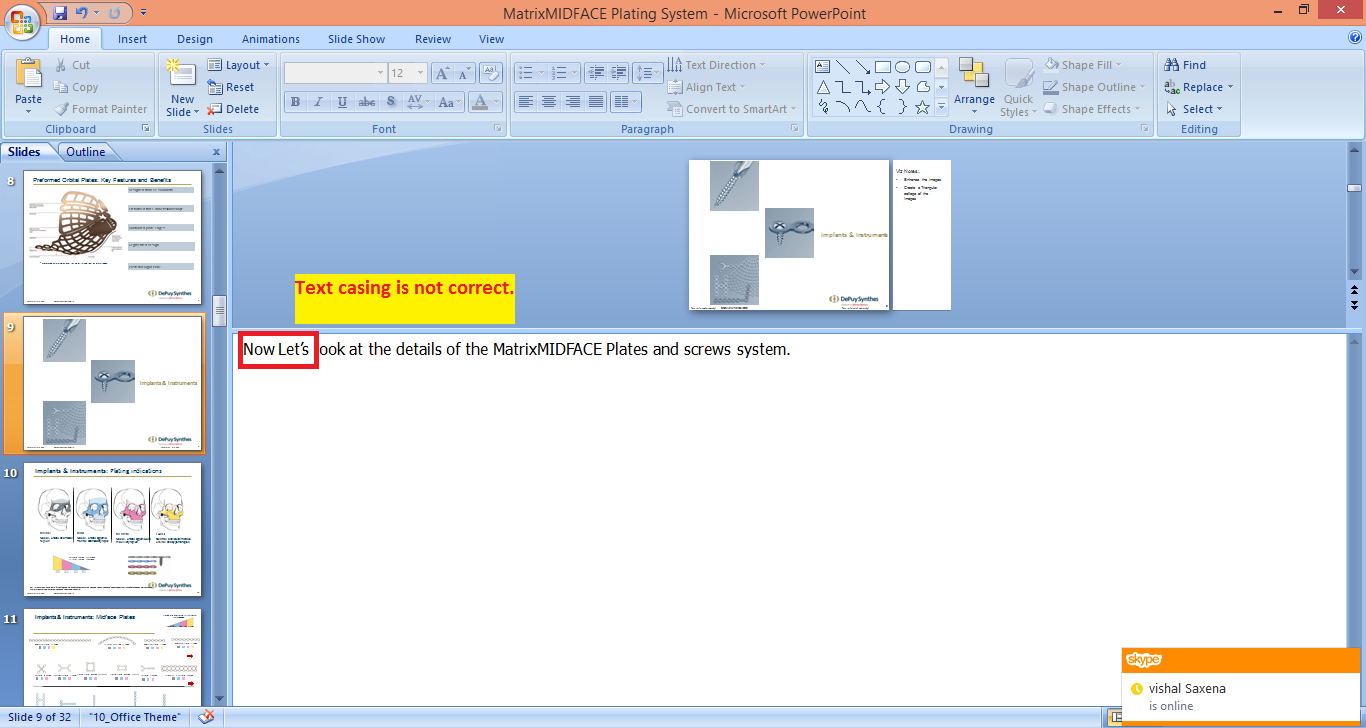 MatrixMIDFACE Plating System - Microsoft PowerPoint
Home Insert Design Animations Slide Show Review View
Paste
Cut
Copy
Format Painter
Clipboard
New Slide
Layout
Reset
Delete
Slides
12
B I U abc S AV Aa A
Font
Text Direction
Align Text
Convert to SmartArt
Paragraph
Arrange
Quick Styles
Shape Fill
Shape Outline
Shape Effects
Drawing
Find
Replace
Select
Editing
Slides Outline x
8
Preformed Orbital Plates, Key Features and Benefits
DePuy Synthes
9
Implants & Instruments
DePuy Synthes
10
Implants & Instruments: Plating indications
DePuy Synthes
11
Implants & Instruments: Midface Plates
Implants & Instruments
DePuy Synthes
Viz Notes:
• Enhance the images
• Create a Triangular
collage of the
images
Text casing is not correct.
Now Let’s look at the details of the MatrixMIDFACE Plates and screws system.
skype
vishal Saxena
is online
Slide 9 of 32 "10_Office Theme"